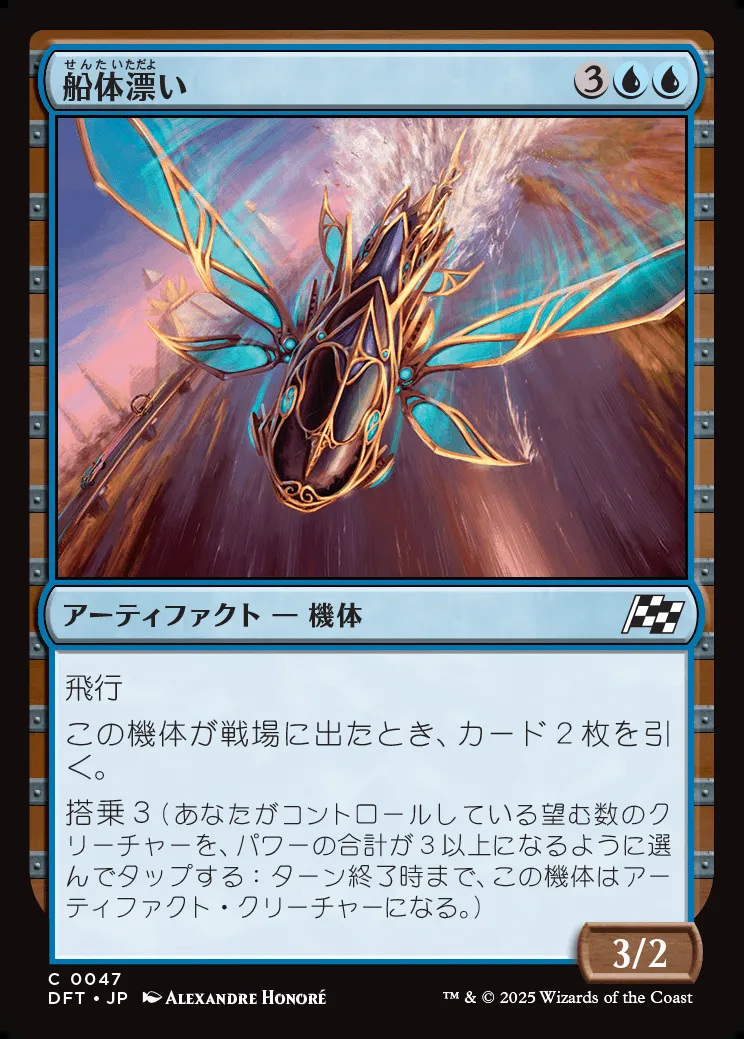 せんたいただよ
船体漂い
3
アーティファクト — 機体
飛行
この機体が戦場に出たとき、カード２枚を引
く。
搭乗３（あなたがコントロールしている望む数のク
リーチャーを、パワーの合計が３以上になるように選
んでタップする：ターン終了時まで、この機体はアー
ティファクト・クリーチャーになる。）
3/2
C 0047
DFT • JP Alexandre Honoré
™ & © 2025 Wizards of the Coast